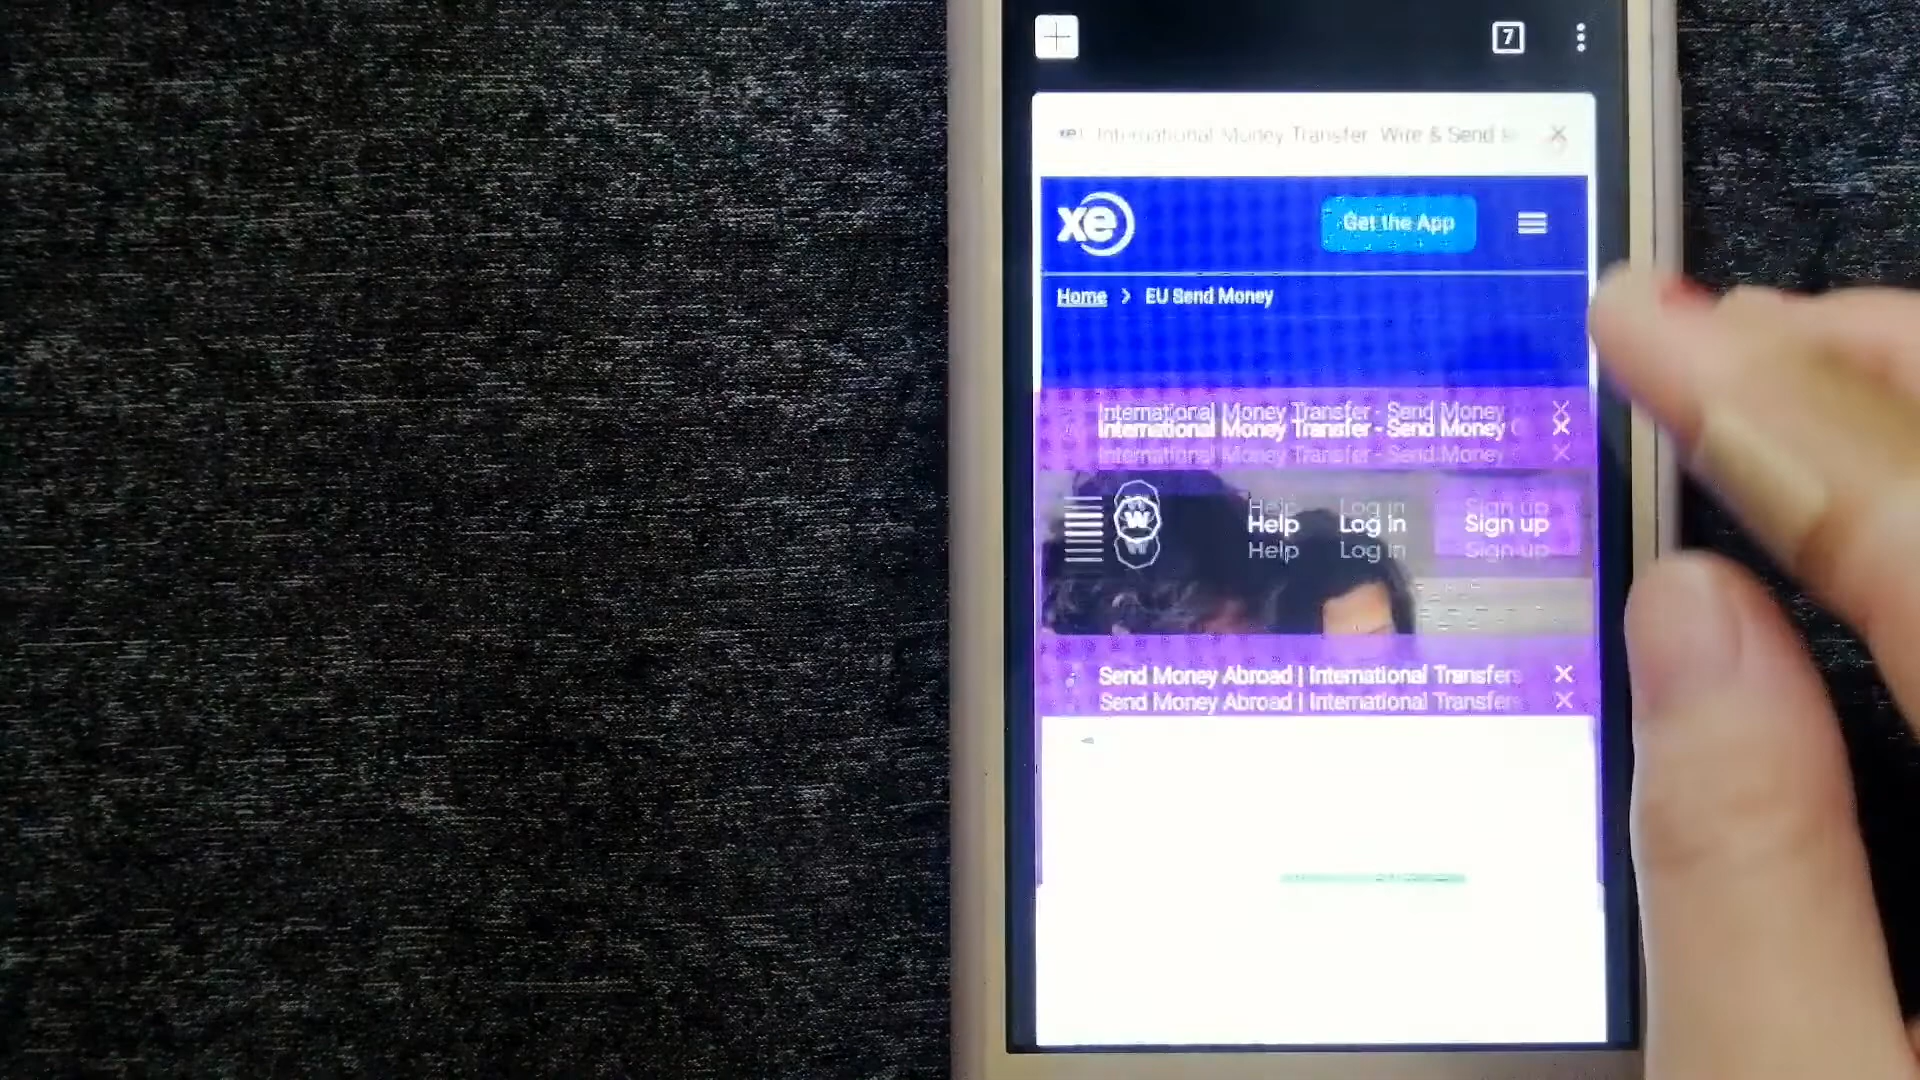 7
xe International Money Transfer: Wire & Send
xe Get the App
Home > EU Send Money
International Money Transfer - Send Money
International Money Transfer - Send Money
International Money Transfer - Send Money
w Help Log in Sign up
Help Log in Sign up
Help Log in Sign up
Send Money Abroad | International Transfers
Send Money Abroad | International Transfers